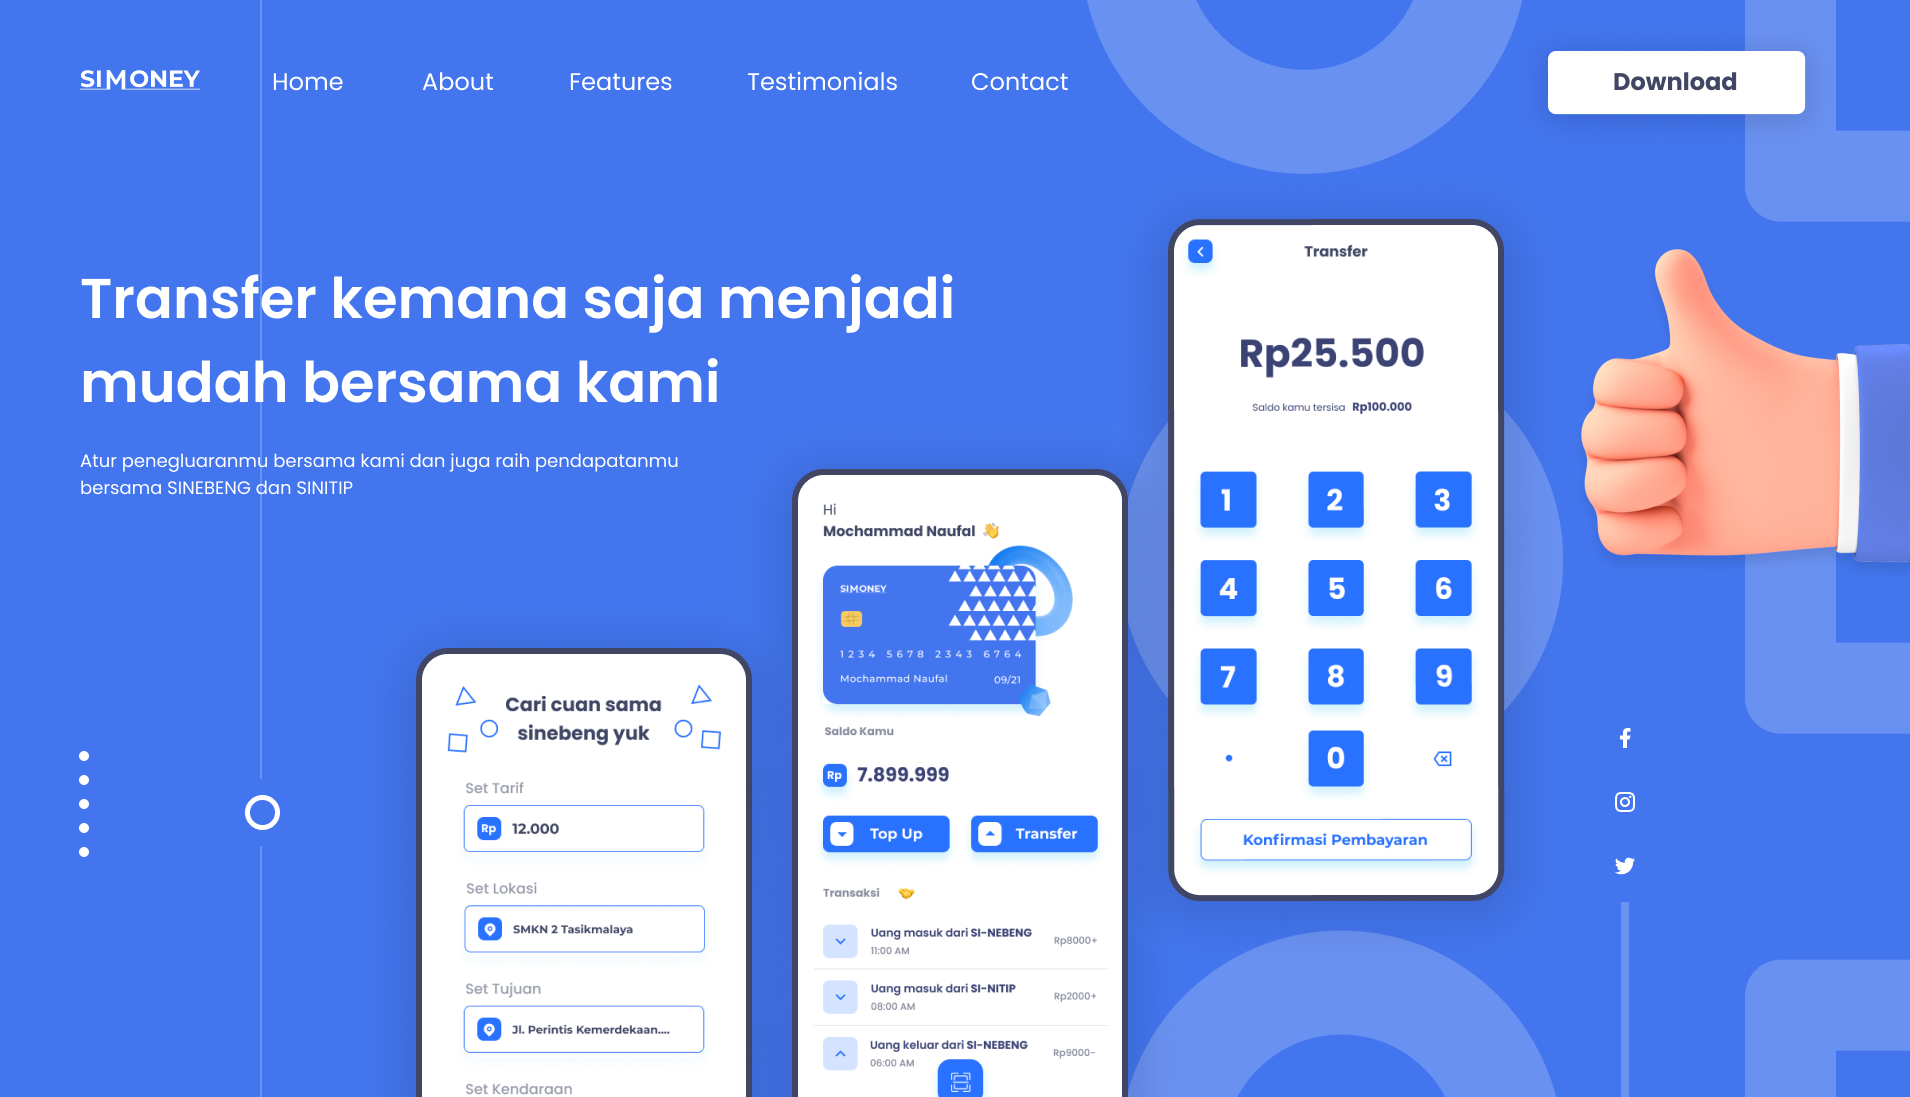 SIMONEY
Home
About
Features
Testimonials
Contact
Download
Transfer kemana saja menjadi
mudah bersama kami
Atur penegluaranmu bersama kami dan juga raih pendapatanmu
bersama SINEBENG dan SINITIP
Cari cuan sama
sinebeng yuk
Set Tarif
Rp 12.000
Set Lokasi
SMKN 2 Tasikmalaya
Set Tujuan
Jl. Perintis Kemerdekaan....
Set Kendaraan
Hi
Mochammad Naufal
SIMONEY
1234 5678 2343 6764
Mochammad Naufal 09/21
Saldo Kamu
Rp 7.899.999
Top Up
Transfer
Transaksi
Uang masuk dari SI-NEBENG
11:00 AM
Rp8000+
Uang masuk dari SI-NITIP
08:00 AM
Rp2000+
Uang keluar dari SI-NEBENG
06:00 AM
Rp9000-
Transfer
Rp25.500
Saldo kamu tersisa Rp100.000
1 2 3
4 5 6
7 8 9
0
Konfirmasi Pembayaran